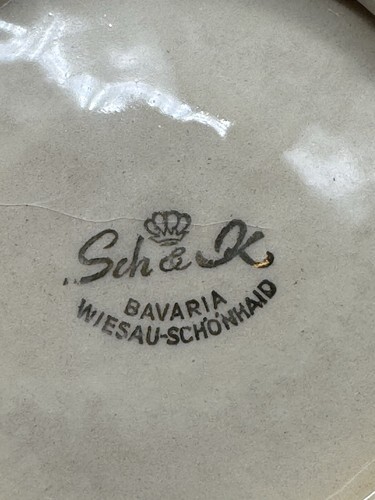 Sch & K.
BAVARIA
WIESAU-SCHÖNHAID